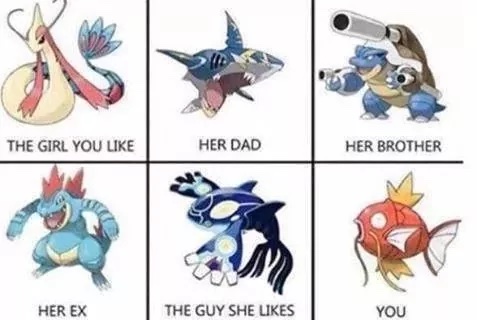 THE GIRL YOU LIKE
HER DAD
HER BROTHER
HER EX
THE GUY SHE LIKES
YOU